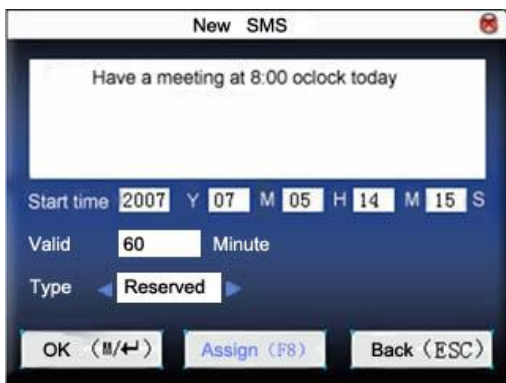 New SMS
Have a meeting at 8:00 oclock today
Start time 2007 Y 07 M 05 H 14 M 15 S
Valid 60 Minute
Type Reserved
OK (M/↵) Assign (F8) Back (ESC)